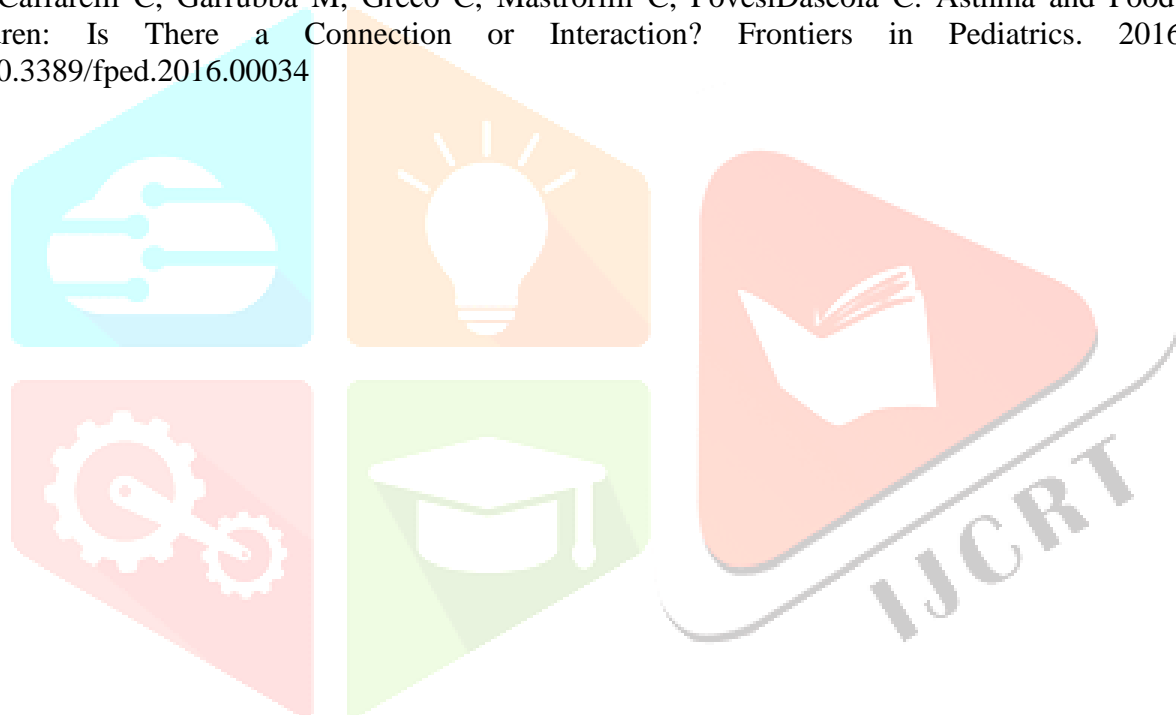 Caffarelli C, Garrubba M, Greco C, Mastrorilli C, PovesiDascola C. Asthma and Food
ren: Is There a Connection or Interaction? Frontiers in Pediatrics. 2016
0.3389/fped.2016.00034
IJCRT